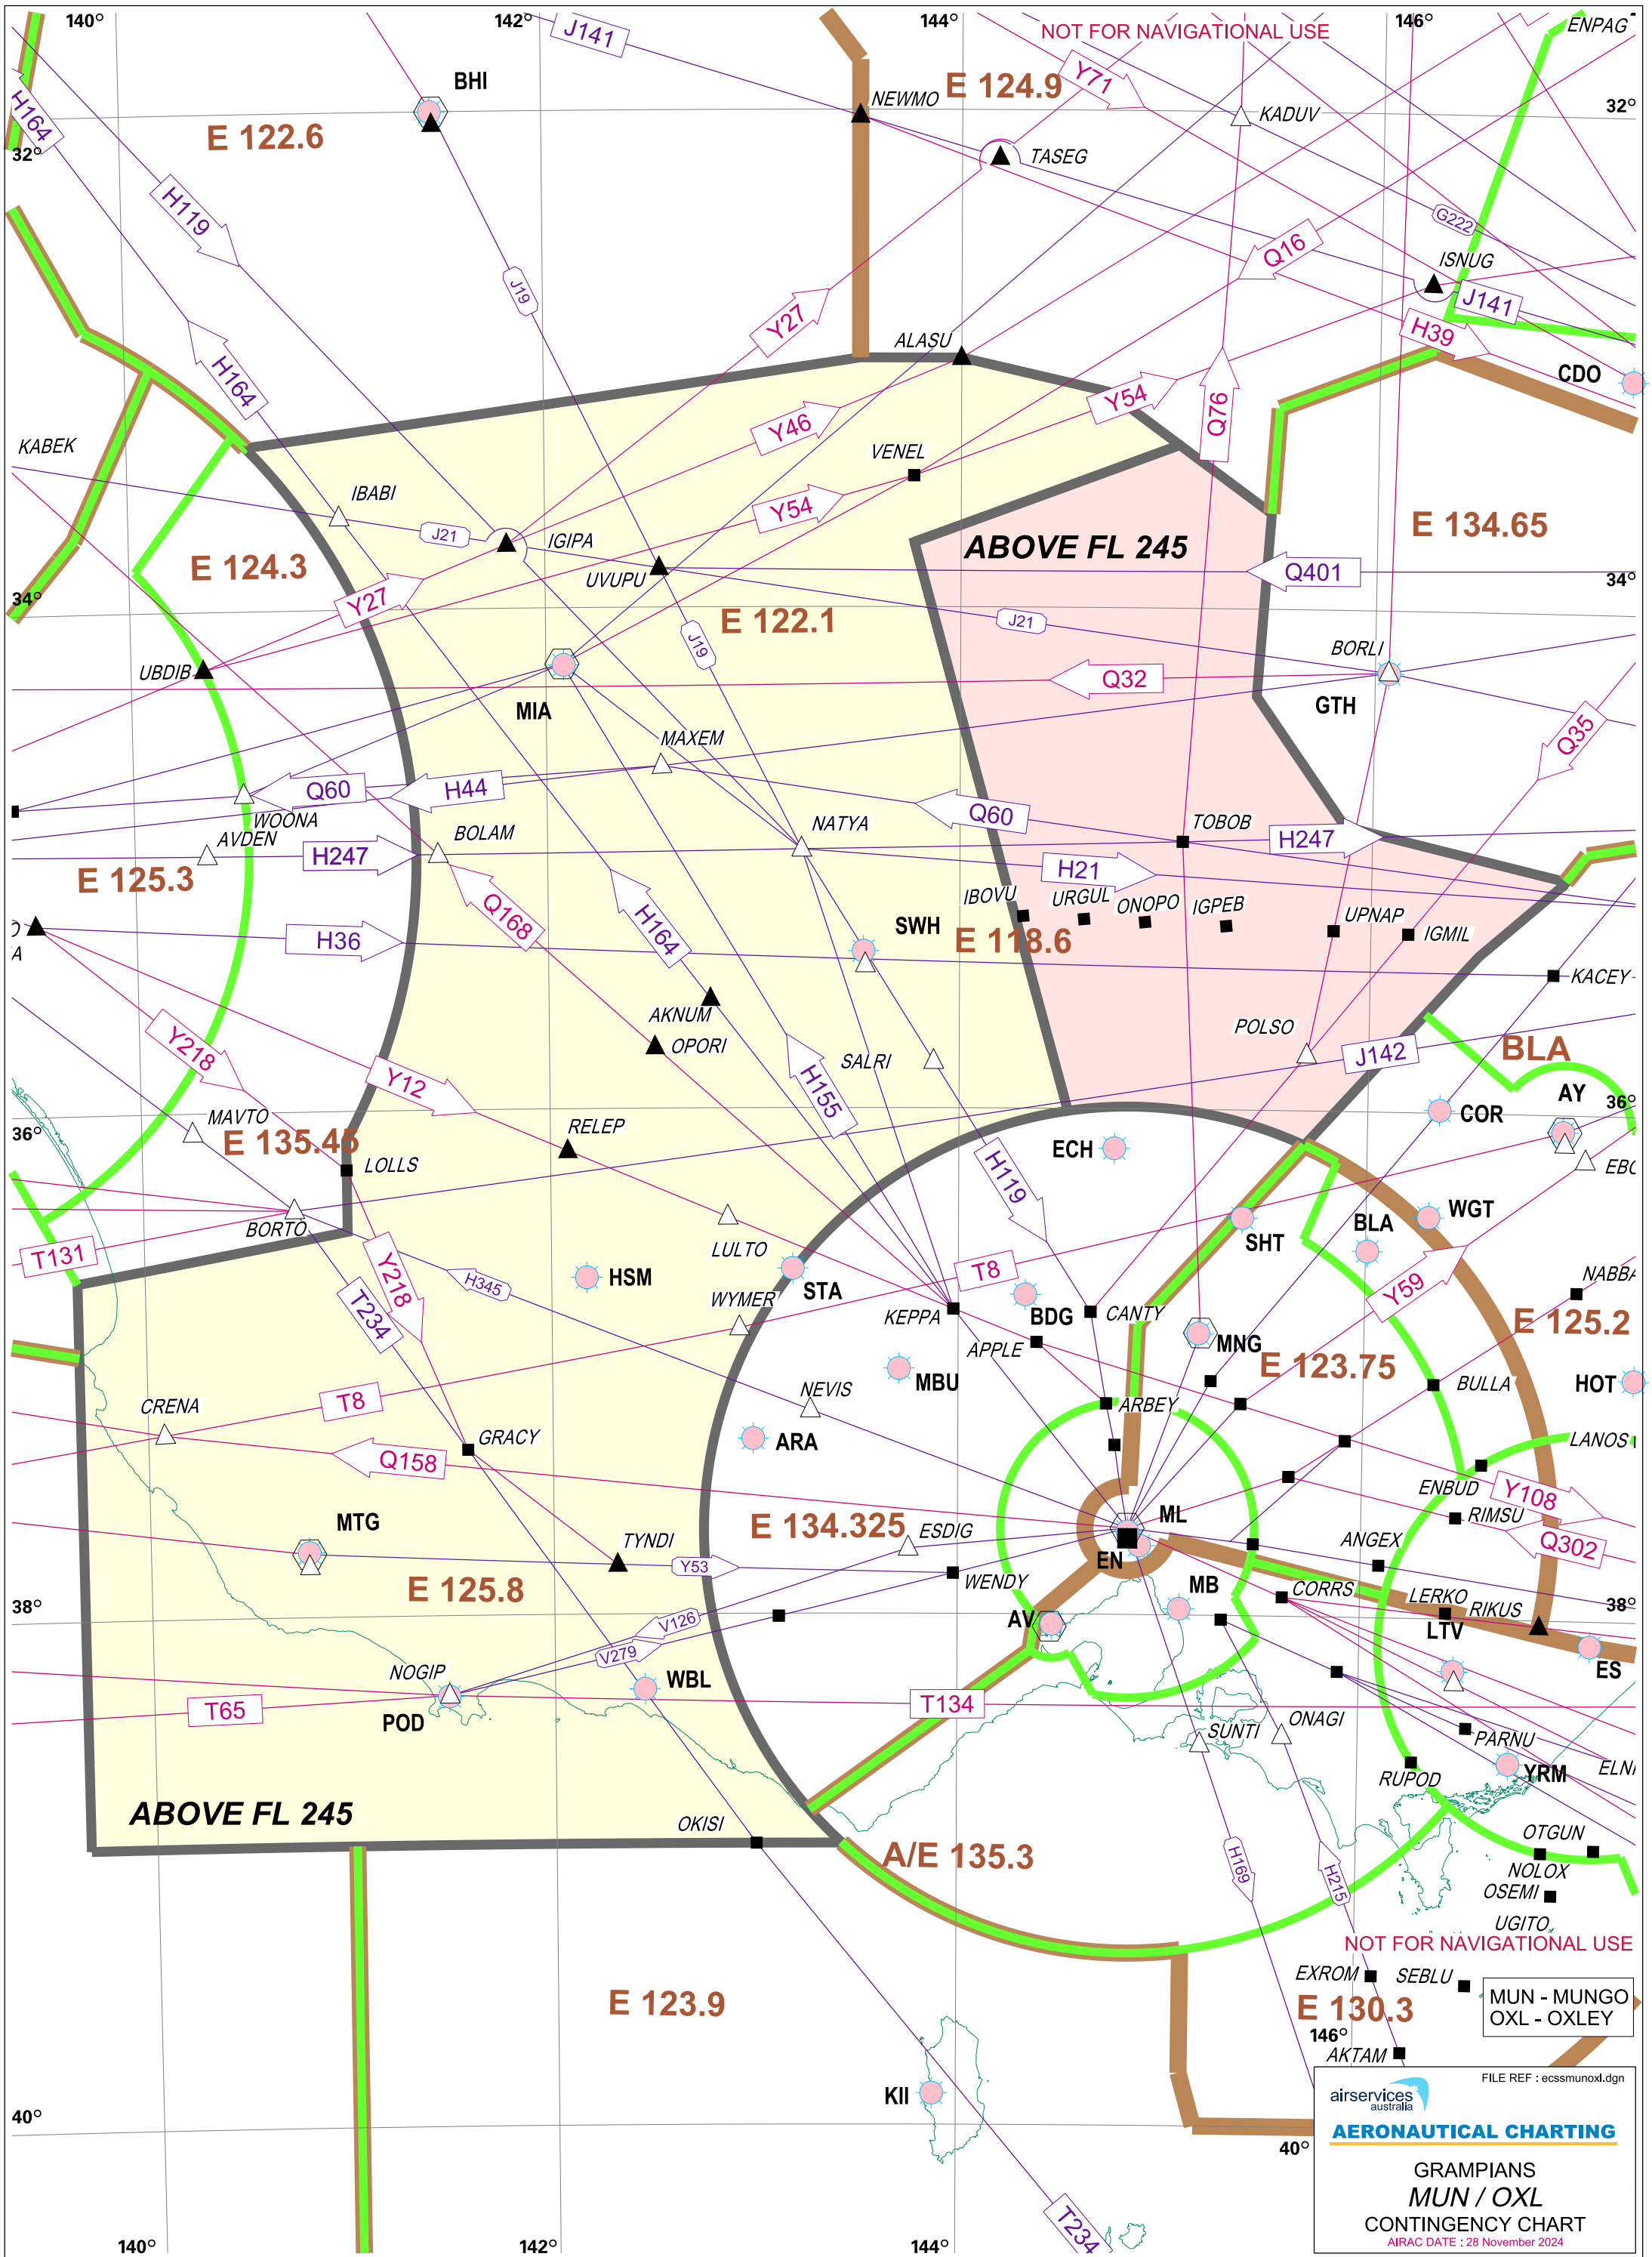 140°
142°
144°
146°
NOT FOR NAVIGATIONAL USE
ENPAG
J141
Y71
BHI
E 124.9
NEWMO
KADUV
32°
H164
E 122.6
32°
TASEG
H119
G222
Q16
ISNUG
J19
J141
Y27
H39
ALASU
CDO
H164
Y54
Q76
Y46
KABEK
VENEL
IBABI
Y54
E 134.65
J21
IGIPA
ABOVE FL 245
E 124.3
UVUPU
Q401
34°
34°
Y27
E 122.1
J21
J19
BORLI
UBDIB
Q32
MIA
GTH
MAXEM
Q35
Q60
H44
WOONA
Q60
NATYA
TOBOB
AVDEN
BOLAM
H247
H247
E 125.3
H21
IBOVU
URGUL
ONOPO
IGPEB
Q168
H164
SWH
UPNAP
IGMIL
H36
E 118.6
KACEY
AKNUM
OPORI
POLSO
Y218
SALRI
J142
BLA
H155
Y12
AY
36°
MAVTO
COR
36°
E 135.45
RELEP
ECH
LOLLS
EBC
H119
WGT
BORTO
BLA
SHT
LULTO
T131
Y218
HSM
STA
T8
H345
Y59
NABBA
T234
WYMER
KEPPA
BDG
CANTY
E 125.2
APPLE
MNG
E 123.75
MBU
BULLA
HOT
T8
NEVIS
ARBEY
CRENA
GRACY
ARA
LANOS
Q158
ENBUD
Y108
MTG
E 134.325
ESDIG
ML
RIMSU
TYNDI
ANGEX
Q302
Y53
EN
WENDY
E 125.8
MB
CORRS
LERKO
RIKUS
38°
38°
V126
AV
LTV
V279
ES
NOGIP
WBL
T65
T134
POD
SUNTI
ONAGI
PARNU
ELNI
RUPOD
YRM
ABOVE FL 245
OKISI
OTGUN
A/E 135.3
H169
H215
NOLOX
OSEMI
UGITO
NOT FOR NAVIGATIONAL USE
EXROM
SEBLU
E 123.9
MUN - MUNGO
OXL - OXLEY
E 130.3
146°
AKTAM
KII
FILE REF : ecssmunoxl.dgn
airservices
australia
40°
AERONAUTICAL CHARTING
40°
GRAMPIANS
MUN / OXL
CONTINGENCY CHART
AIRAC DATE : 28 November 2024
T234
140°
142°
144°